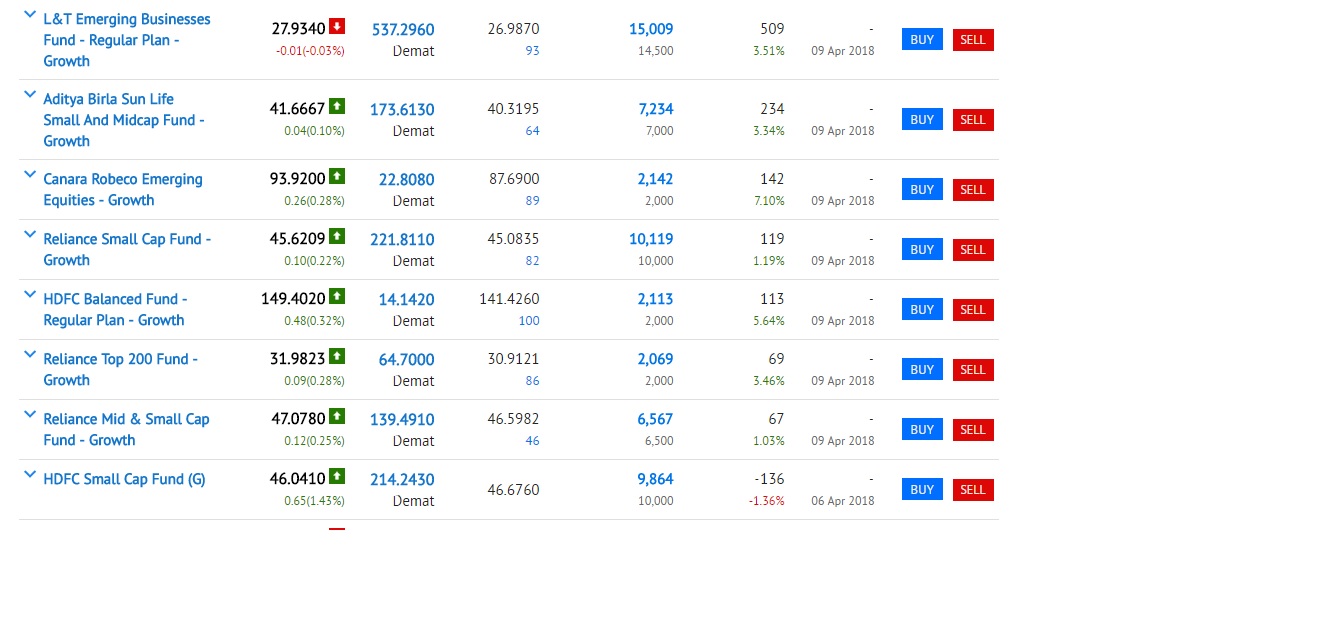 L&T Emerging Businesses 27.9340 537.2960 26.9870 15,009 509 - BUY SELL
Fund - Regular Plan - -0.01(-0.03%) Demat 93 14,500 3.51% 09 Apr 2018
Growth
Aditya Birla Sun Life 41.6667 173.6130 40.3195 7,234 234 - BUY SELL
Small And Midcap Fund - 0.04(0.10%) Demat 64 7,000 3.34% 09 Apr 2018
Growth
Canara Robeco Emerging 93.9200 22.8080 87.6900 2,142 142 - BUY SELL
Equities - Growth 0.26(0.28%) Demat 89 2,000 7.10% 09 Apr 2018
Reliance Small Cap Fund - 45.6209 221.8110 45.0835 10,119 119 - BUY SELL
Growth 0.10(0.22%) Demat 82 10,000 1.19% 09 Apr 2018
HDFC Balanced Fund - 149.4020 14.1420 141.4260 2,113 113 - BUY SELL
Regular Plan - Growth 0.48(0.32%) Demat 100 2,000 5.64% 09 Apr 2018
Reliance Top 200 Fund - 31.9823 64.7000 30.9121 2,069 69 - BUY SELL
Growth 0.09(0.28%) Demat 86 2,000 3.46% 09 Apr 2018
Reliance Mid & Small Cap 47.0780 139.4910 46.5982 6,567 67 - BUY SELL
Fund - Growth 0.12(0.25%) Demat 46 6,500 1.03% 09 Apr 2018
HDFC Small Cap Fund (G) 46.0410 214.2430 46.6760 9,864 -136 - BUY SELL
0.65(1.43%) Demat 10,000 -1.36% 06 Apr 2018